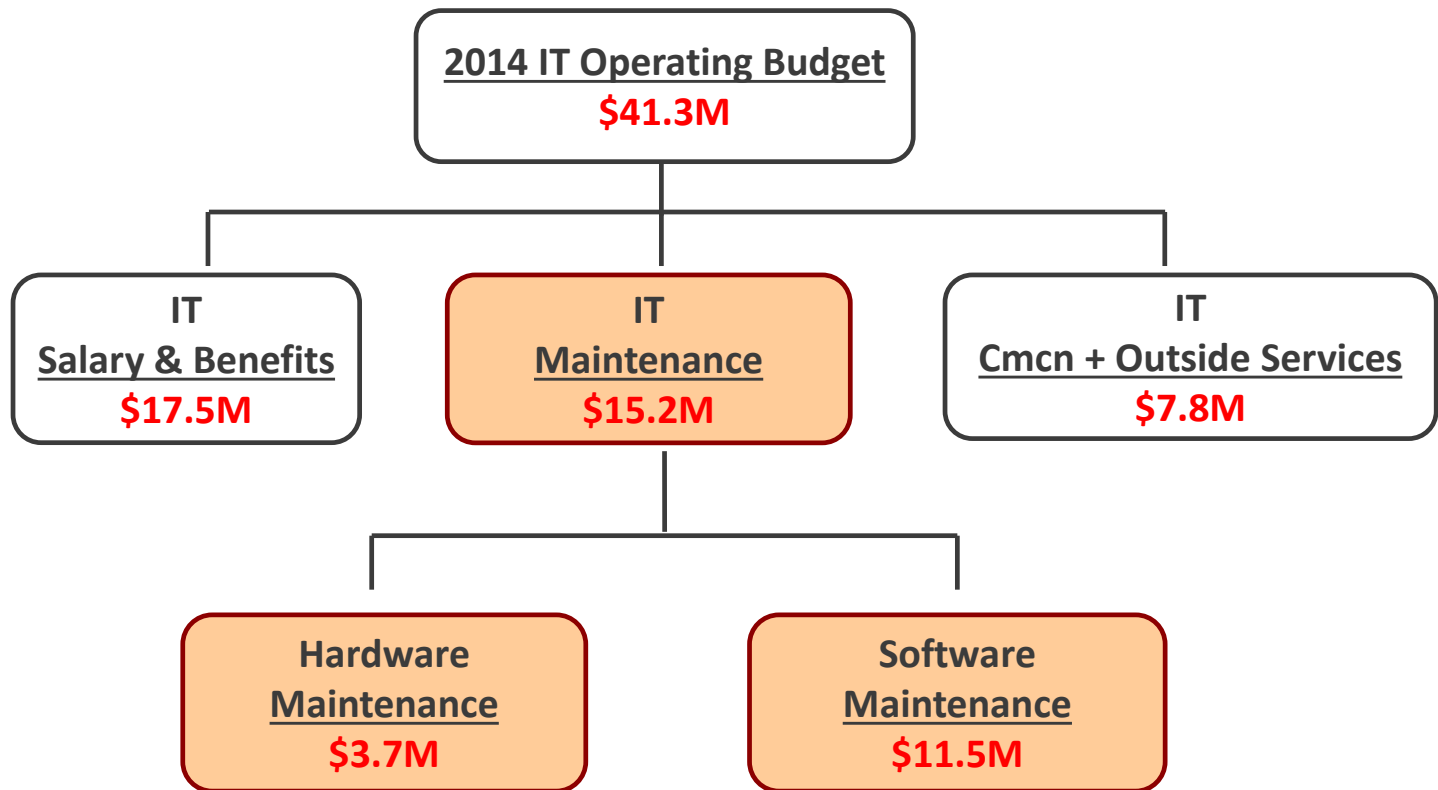 2014 IT Operating Budget
$41.3M
IT
Salary & Benefits
$17.5M
IT
Maintenance
$15.2M
IT
Cmcn + Outside Services
$7.8M
Hardware
Maintenance
$3.7M
Software
Maintenance
$11.5M